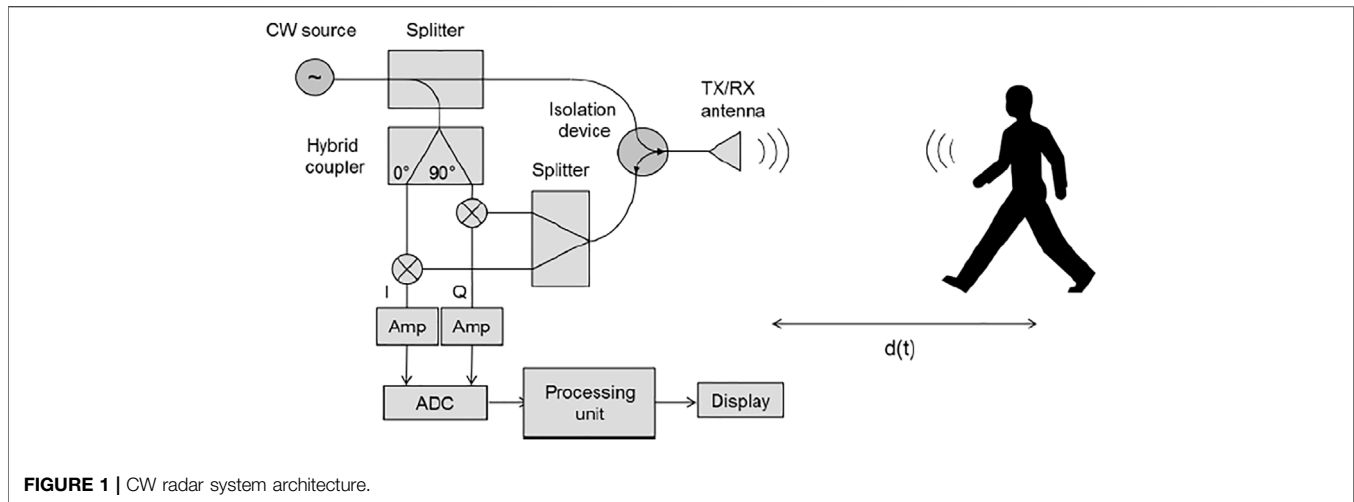 CW source
Splitter
~
TX/RX
antenna
Isolation
device
Hybrid
coupler
0° 90°
Splitter
I
Q
Amp
Amp
d(t)
ADC
Processing
unit
Display
FIGURE 1 | CW radar system architecture.